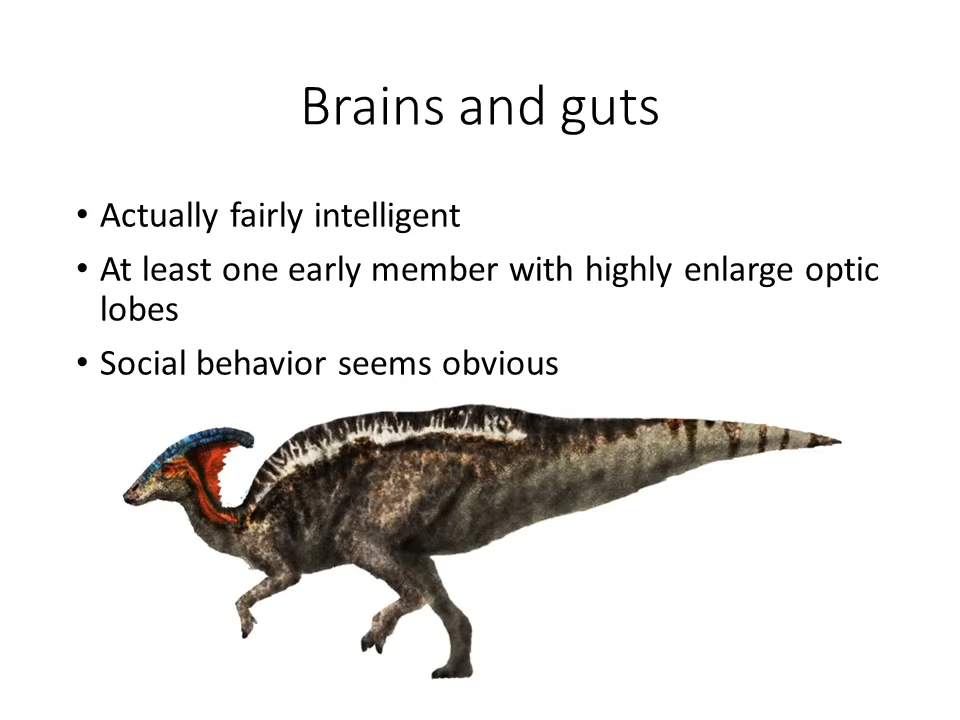 Brains and guts
• Actually fairly intelligent
• At least one early member with highly enlarge optic
lobes
• Social behavior seems obvious